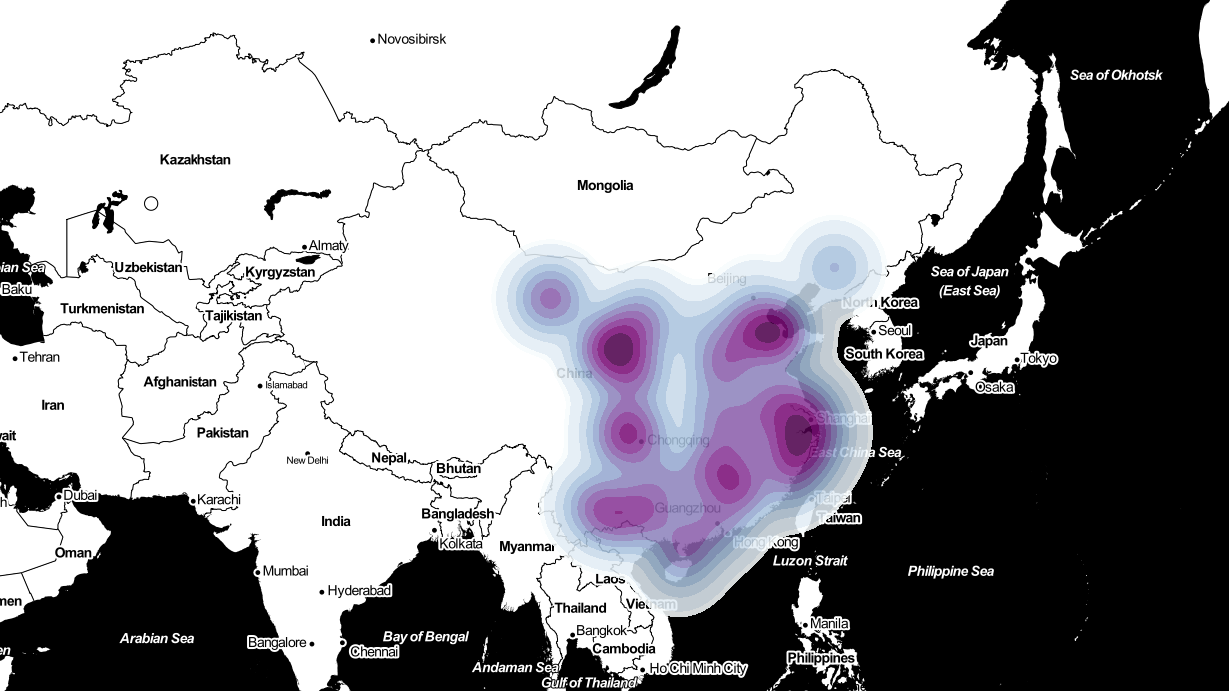 Novosibirsk
Sea of Okhotsk
Kazakhstan
Mongolia
Almaty
ian Sea
Uzbekistan
Kyrgyzstan
Beijing
Sea of Japan
(East Sea)
Baku
Turkmenistan
Tajikistan
North Korea
Seoul
Japan
Tehran
South Korea
Tokyo
China
Afghanistan
Islamabad
Osaka
Iran
Pakistan
Shanghai
wait
Chongqing
New Delhi
Nepal
East China Sea
Bhutan
Dubai
Karachi
Taipei
Guangzhou
Bangladesh
India
Taiwan
Kolkata
Myanmar
Hong Kong
Oman
Luzon Strait
Mumbai
Philippine Sea
Laos
Hyderabad
men
Thailand
Vietnam
Manila
Bangkok
Arabian Sea
Bay of Bengal
Bangalore
Chennai
Cambodia
en
Philippines
Andaman Sea
Ho Chi Minh City
Gulf of Thailand